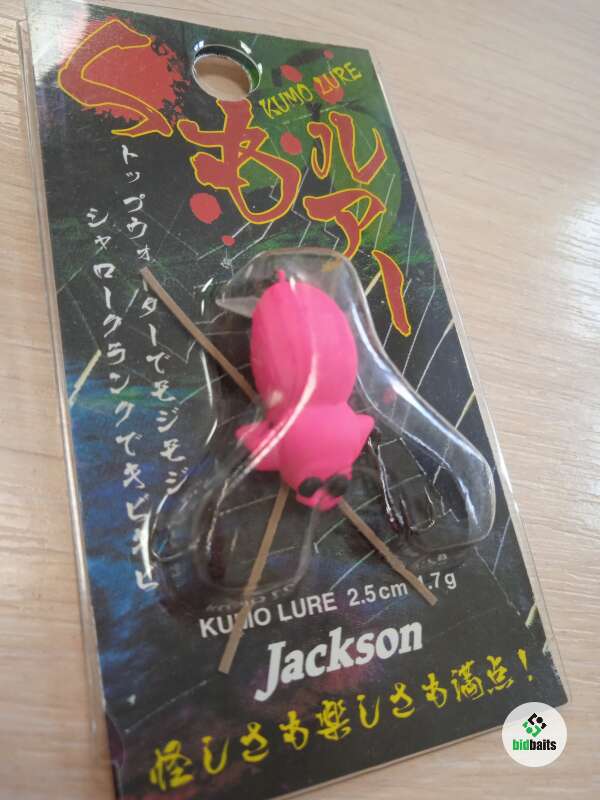 くも
KUMO LURE
ルアー
トップウォーターでモジモジ
シャロークランクでキビキビ
KUMO LURE 2.5cm 1.7g
Jackson
怪しさも楽しさも満点!
bidbaits